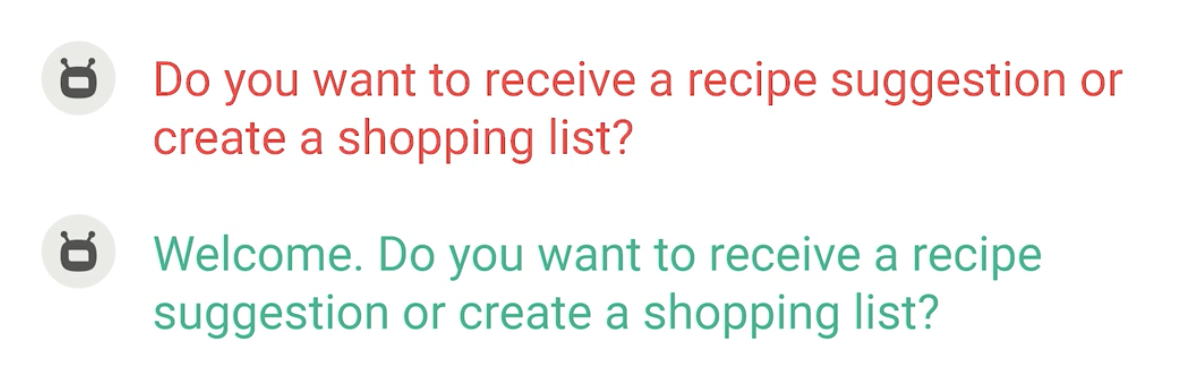 Do you want to receive a recipe suggestion or
create a shopping list?
Welcome. Do you want to receive a recipe
suggestion or create a shopping list?